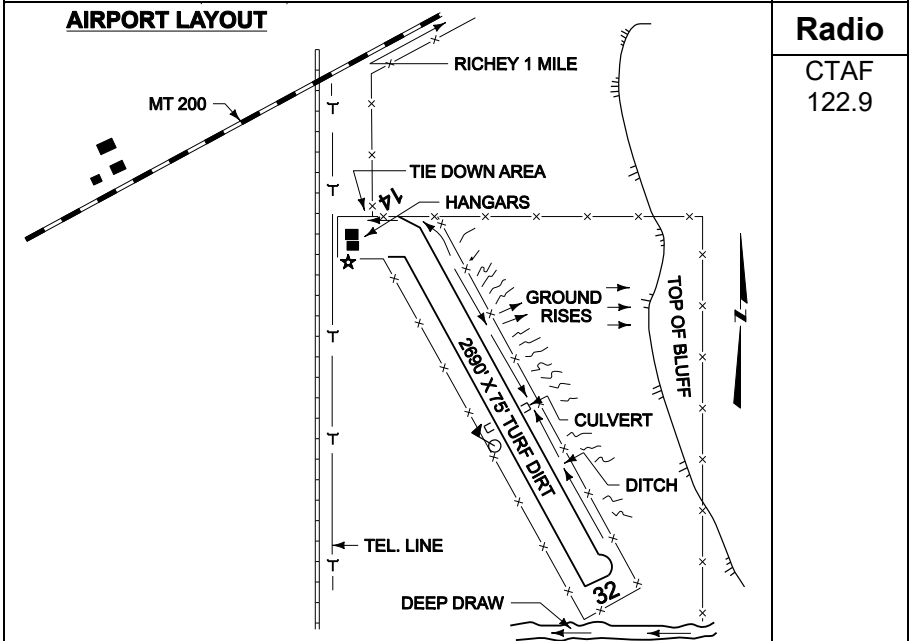 AIRPORT LAYOUT
Radio
CTAF
122.9
RICHEY 1 MILE
MT 200
TIE DOWN AREA
14
HANGARS
GROUND
RISES
TOP OF BLUFF
N
2690' X 75' TURF DIRT
CULVERT
DITCH
TEL. LINE
32
DEEP DRAW